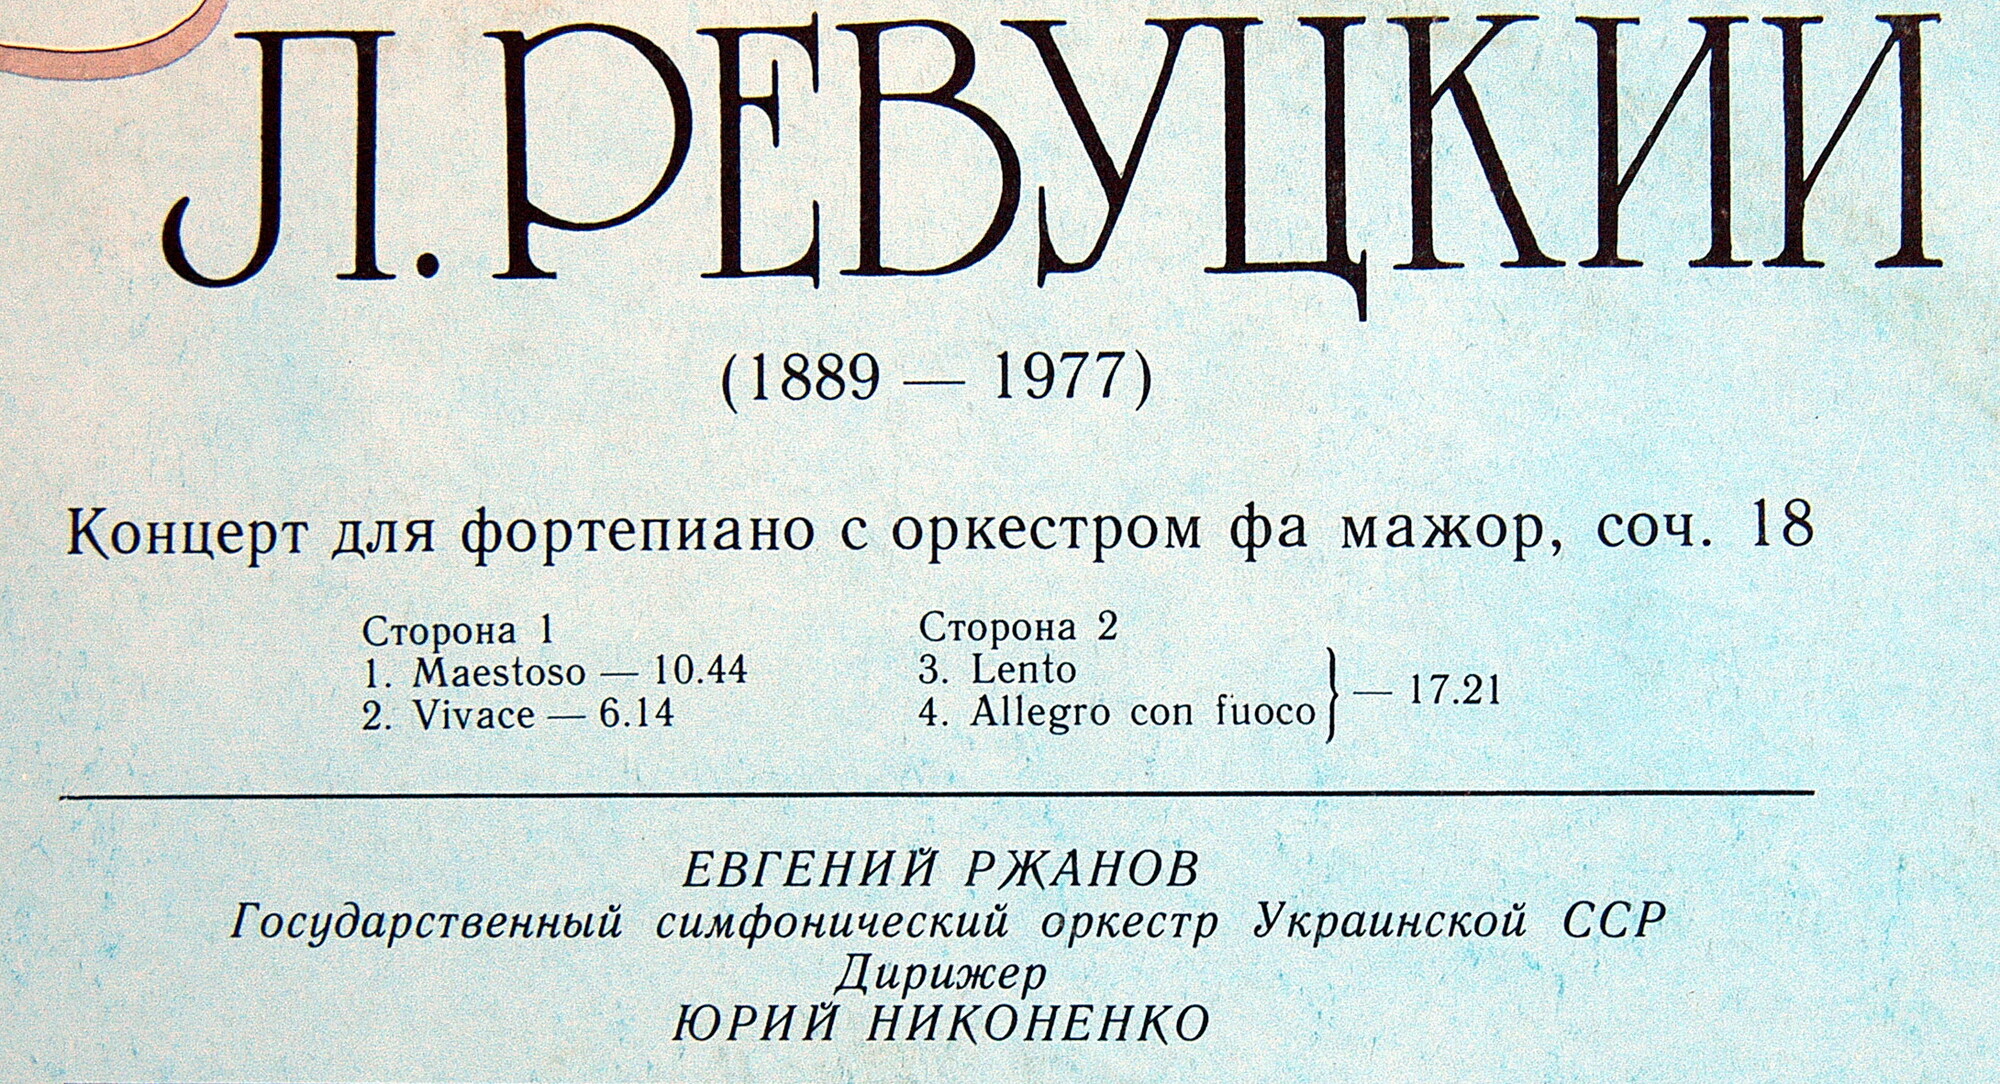 Л. РЕВУЦКИЙ
(1889 — 1977)
Концерт для фортепиано с оркестром фа мажор, соч. 18
Сторона 1
1. Maestoso — 10.44
2. Vivace — 6.14
Сторона 2
3. Lento
4. Allegro con fuoco } — 17.21
ЕВГЕНИЙ РЖАНОВ
Государственный симфонический оркестр Украинской ССР
Дирижер
ЮРИЙ НИКОНЕНКО